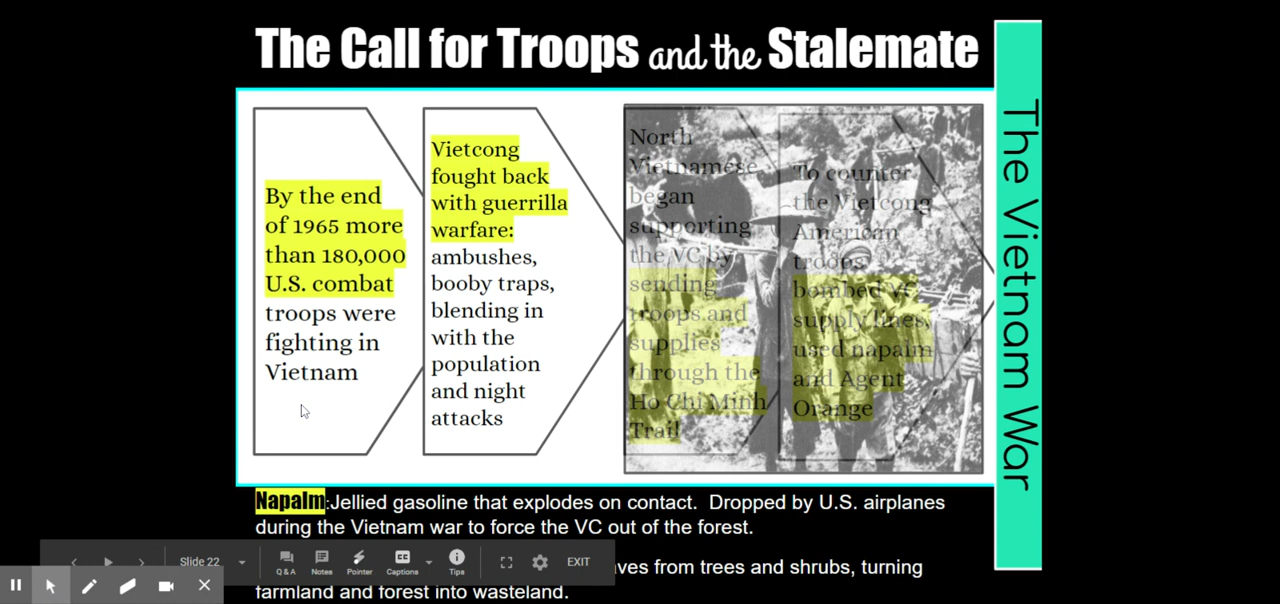 The Call for Troops and the Stalemate
By the end
of 1965 more
than 180,000
U.S. combat
troops were
fighting in
Vietnam
Vietcong
fought back
with guerrilla
warfare:
ambushes,
booby traps,
blending in
with the
population
and night
attacks
North
Vietnamese
began
supporting
the VC by
sending
troops and
supplies
through the
Ho Chi Minh
Trail
To counter
the Vietcong
American
troops
bombed VC
supply lines,
used napalm
and Agent
Orange
The Vietnam War
Napalm:Jellied gasoline that explodes on contact. Dropped by U.S. airplanes
during the Vietnam war to force the VC out of the forest.
from trees and shrubs, turning
farmland and forest into wasteland.
Slide 22
Q & A
Notes
Pointer
CC
Captions
Tips
EXIT